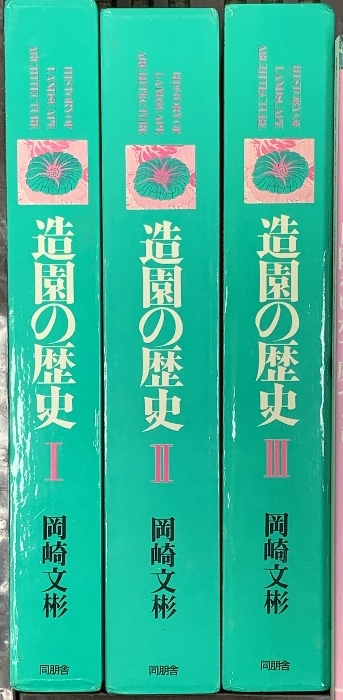 HISTORY OF
LANDSCAPE
ARCHITECTURE
造園の歴史
I
岡崎文彬
同朋舎
HISTORY OF
LANDSCAPE
ARCHITECTURE
造園の歴史
II
岡崎文彬
同朋舎
HISTORY OF
LANDSCAPE
ARCHITECTURE
造園の歴史
III
岡崎文彬
同朋舎